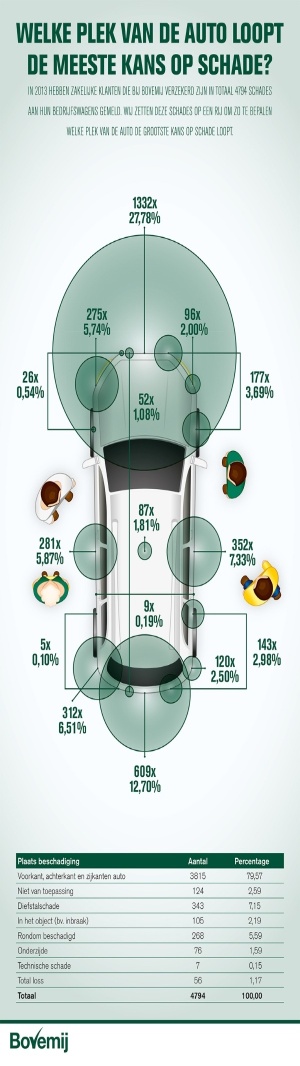 WELKE PLEK VAN DE AUTO LOOPT
DE MEESTE KANS OP SCHADE?
IN 2013 HEBBEN ZAKELIJKE KLANTEN DIE BIJ BOVEMIJ VERZEKERD ZIJN IN TOTAAL 4794 SCHADES
AAN HUN BEDRIJFSWAGENS GEMELD. WIJ ZETTEN DEZE SCHADES OP EEN RIJ OM ZO TE BEPALEN
WELKE PLEK VAN DE AUTO DE GROOTSTE KANS OP SCHADE LOOPT.
1332x
27,78%
275x
5,74%
96x
2,00%
26x
0,54%
52x
1,08%
177x
3,69%
87x
1,81%
281x
5,87%
352x
7,33%
9x
0,19%
5x
0,10%
143x
2,98%
120x
2,50%
312x
6,51%
609x
12,70%
Plaats beschadiging Aantal Percentage
Voorkant, achterkant en zijkanten auto 3815 79,57
Niet van toepassing 124 2,59
Diefstalschade 343 7,15
In het object (bv. inbraak) 105 2,19
Rondom beschadigd 268 5,59
Onderzijde 76 1,59
Technische schade 7 0,15
Total loss 56 1,17
Totaal 4794 100,00
Bovemij